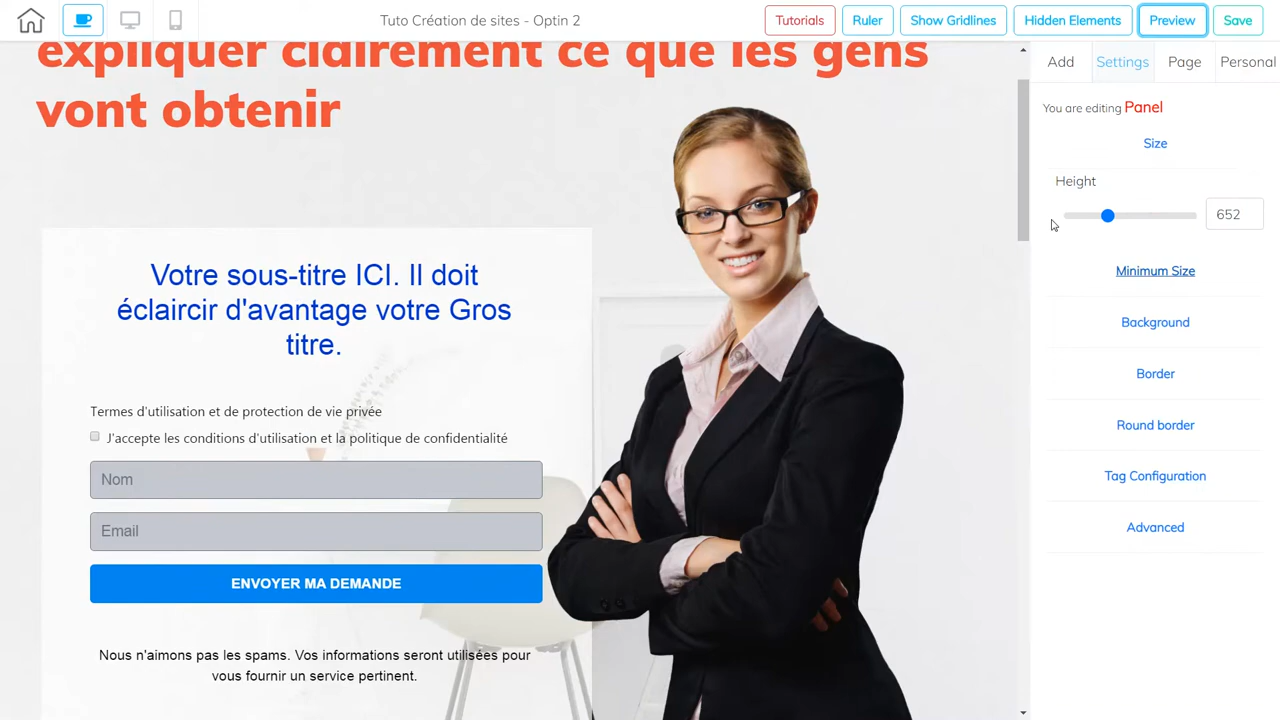 Tuto Création de sites - Optin 2
Tutorials
Ruler
Show Gridlines
Hidden Elements
Preview
Save
expliquer clairement ce que les gens
vont obtenir
Votre sous-titre ICI. Il doit
éclaircir d'avantage votre Gros
titre.
Termes d'utilisation et de protection de vie privée
J'accepte les conditions d'utilisation et la politique de confidentialité
Nom
Email
ENVOYER MA DEMANDE
Nous n'aimons pas les spams. Vos informations seront utilisées pour
vous fournir un service pertinent.
Add
Settings
Page
Personal
You are editing Panel
Size
Height
652
Minimum Size
Background
Border
Round border
Tag Configuration
Advanced